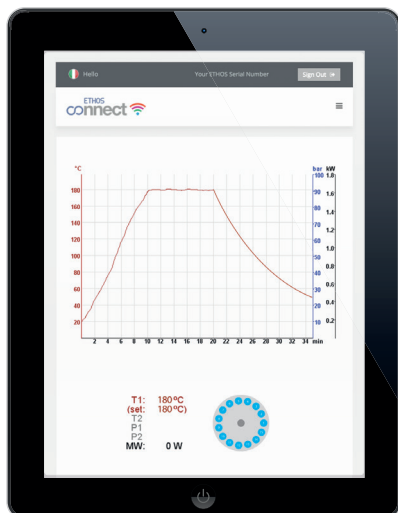 Hello
Your ETHOS Serial Number
Sign Out
ETHOS
connect
°C
bar kW
180
160
140
120
100
80
60
40
20
100
90
80
70
60
50
40
30
20
10
1.8
1.6
1.4
1.2
1.0
0.8
0.6
0.4
0.2
2 4 6 8 10 12 14 16 18 20 22 24 26 28 30 32 34 min
T1: 180°C
(set: 180°C)
T2
P1
P2
MW: 0 W